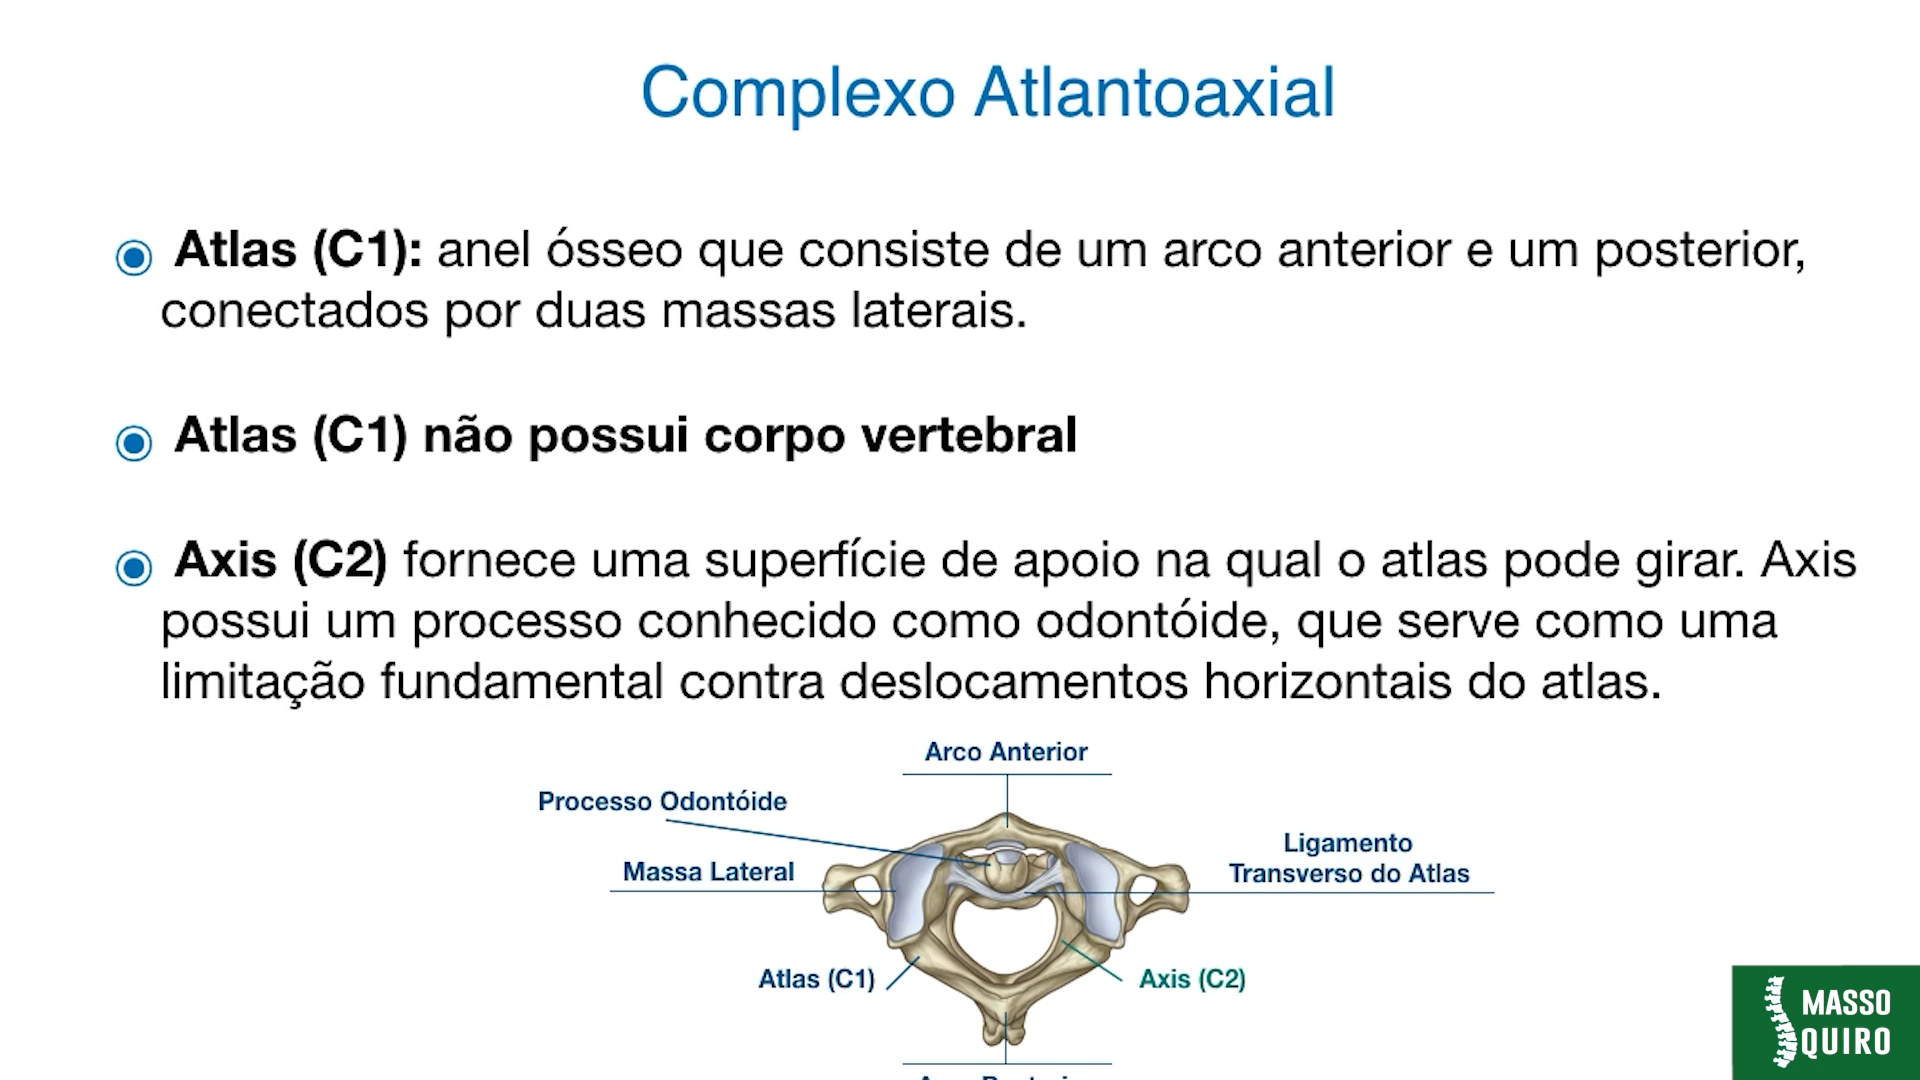 Complexo Atlantoaxial
Atlas (C1): anel ósseo que consiste de um arco anterior e um posterior,
conectados por duas massas laterais.
Atlas (C1) não possui corpo vertebral
Axis (C2) fornece uma superfície de apoio na qual o atlas pode girar. Axis
possui um processo conhecido como odontóide, que serve como uma
limitação fundamental contra deslocamentos horizontais do atlas.
Arco Anterior
Processo Odontóide
Ligamento
Transverso do Atlas
Massa Lateral
Atlas (C1)
Axis (C2)
MASSO
QUIRO